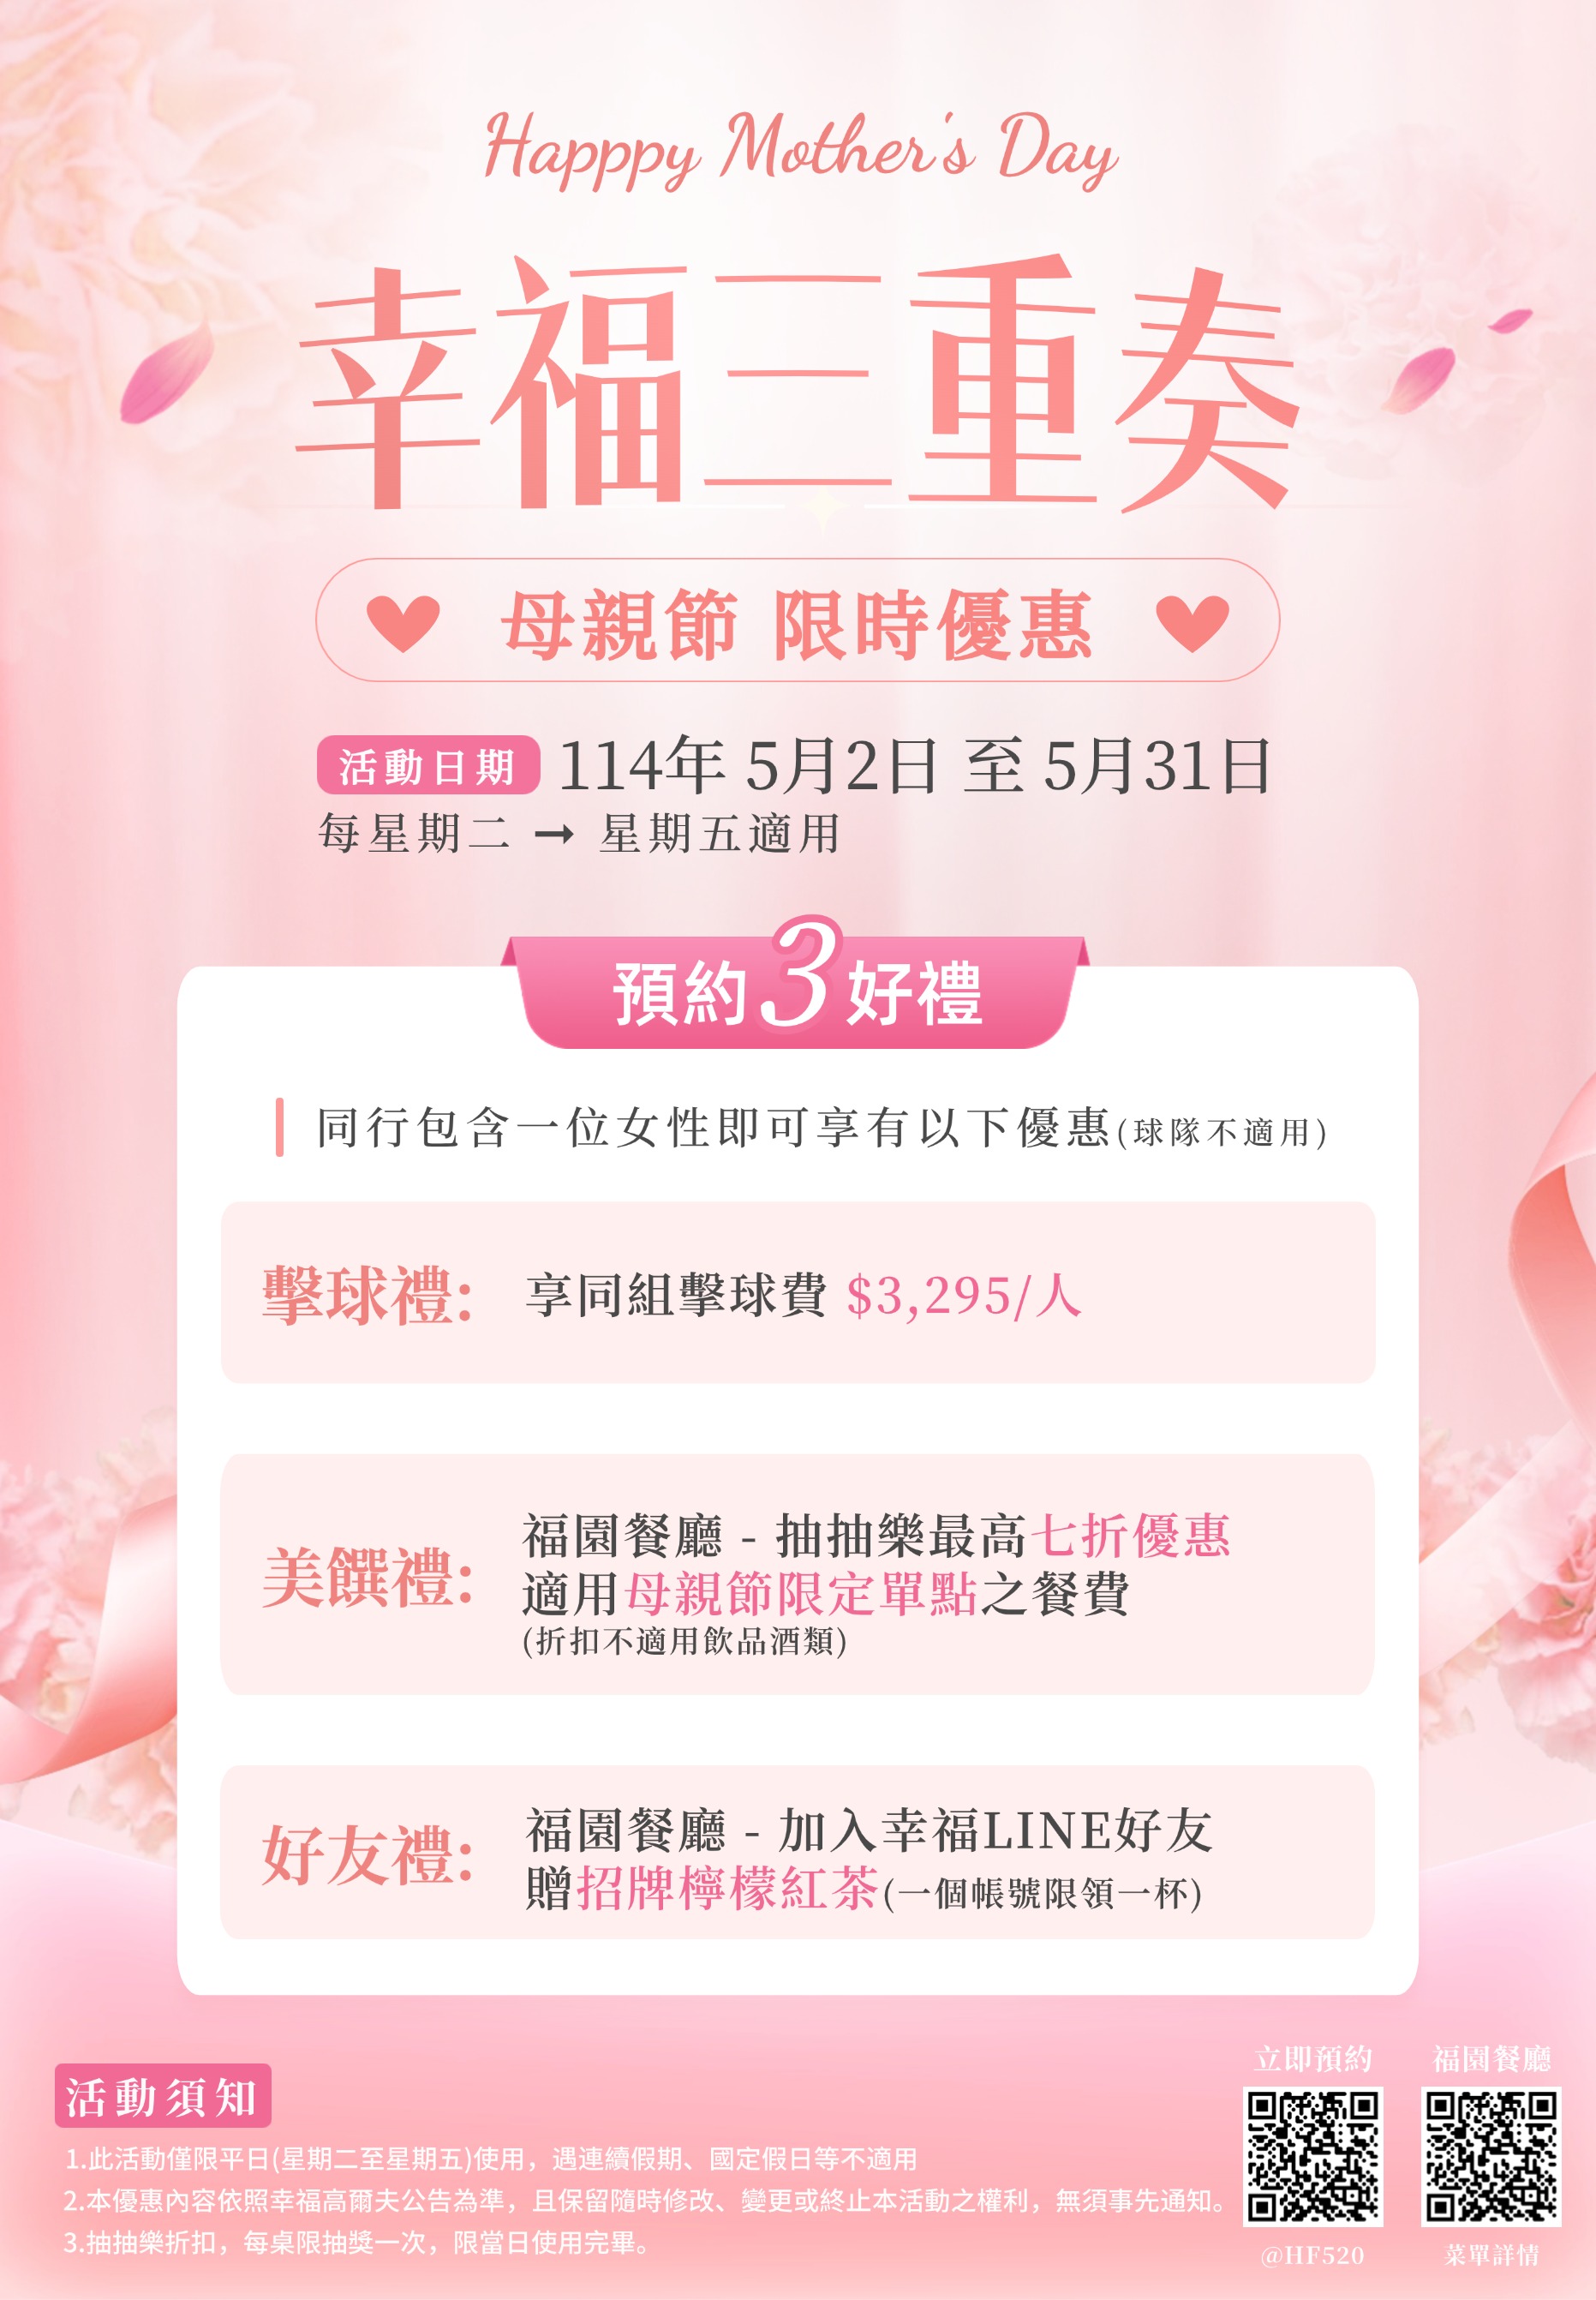 Happpy Mother's Day
幸福三重奏
母親節 限時優惠
活動日期 114年 5月2日 至 5月31日
每星期二 → 星期五適用
預約3好禮
同行包含一位女性即可享有以下優惠(球隊不適用)
擊球禮: 享同組擊球費 $3,295/人
美饌禮:
福園餐廳 - 抽抽樂最高七折優惠
適用母親節限定單點之餐費
(折扣不適用飲品酒類)
好友禮:
福園餐廳 - 加入幸福LINE好友
贈招牌檸檬紅茶(一個帳號限領一杯)
活動須知
1.此活動僅限平日(星期二至星期五)使用，遇連續假期、國定假日等不適用
2.本優惠內容依照幸福高爾夫公告為準，且保留隨時修改、變更或終止本活動之權利，無須事先通知。
3.抽抽樂折扣，每桌限抽獎一次，限當日使用完畢。
立即預約
@HF520
福園餐廳
菜單詳情